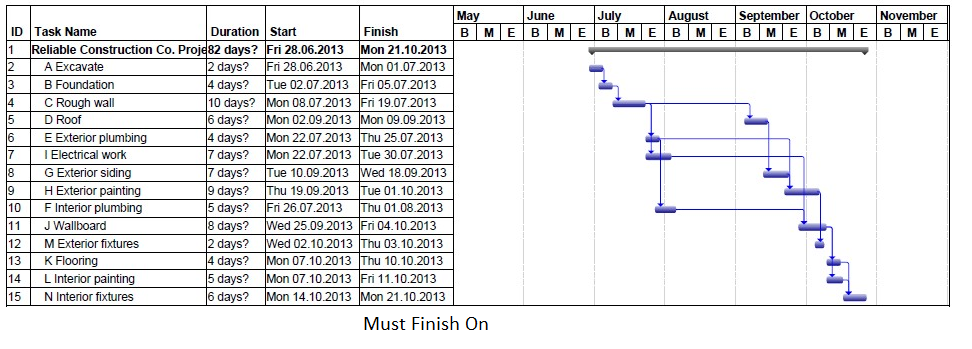 May June July August September October November
ID Task Name Duration Start Finish B M E B M E B M E B M E B M E B M E B M E
1 Reliable Construction Co. Proje 82 days? Fri 28.06.2013 Mon 21.10.2013
2 A Excavate 2 days? Fri 28.06.2013 Mon 01.07.2013
3 B Foundation 4 days? Tue 02.07.2013 Fri 05.07.2013
4 C Rough wall 10 days? Mon 08.07.2013 Fri 19.07.2013
5 D Roof 6 days? Mon 02.09.2013 Mon 09.09.2013
6 E Exterior plumbing 4 days? Mon 22.07.2013 Thu 25.07.2013
7 I Electrical work 7 days? Mon 22.07.2013 Tue 30.07.2013
8 G Exterior siding 7 days? Tue 10.09.2013 Wed 18.09.2013
9 H Exterior painting 9 days? Thu 19.09.2013 Tue 01.10.2013
10 F Interior plumbing 5 days? Fri 26.07.2013 Thu 01.08.2013
11 J Wallboard 8 days? Wed 25.09.2013 Fri 04.10.2013
12 M Exterior fixtures 2 days? Wed 02.10.2013 Thu 03.10.2013
13 K Flooring 4 days? Mon 07.10.2013 Thu 10.10.2013
14 L Interior painting 5 days? Mon 07.10.2013 Fri 11.10.2013
15 N Interior fixtures 6 days? Mon 14.10.2013 Mon 21.10.2013
Must Finish On